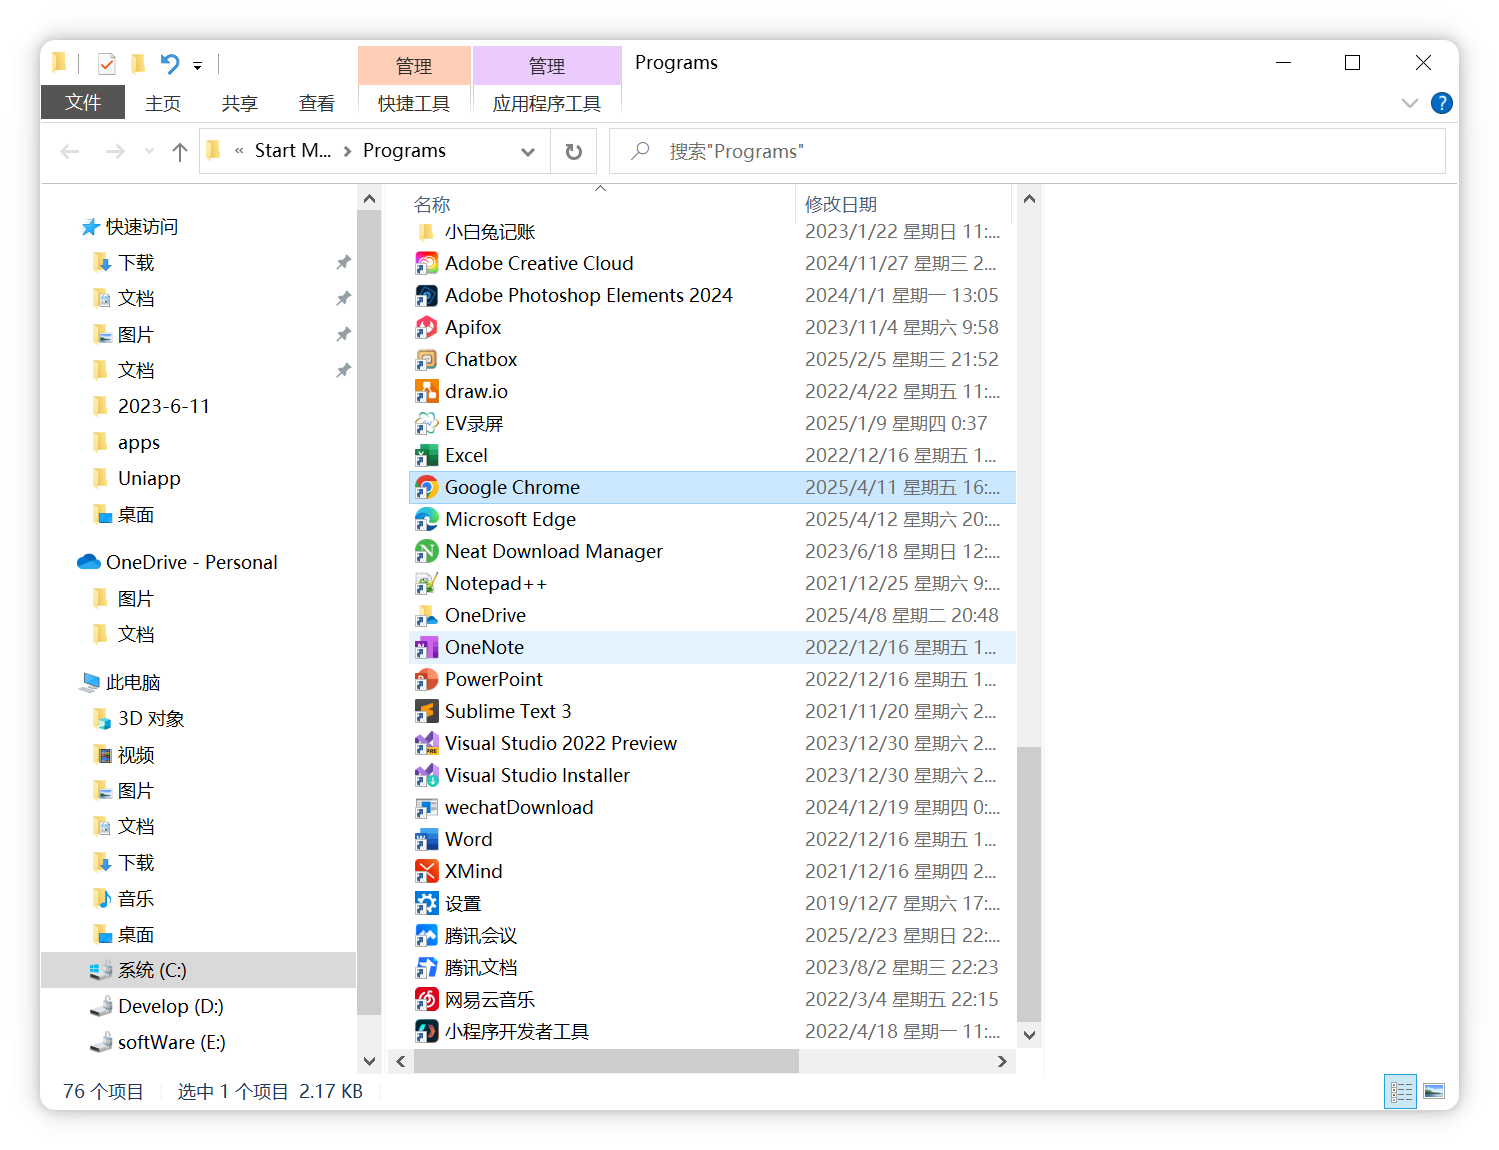 管理
管理
Programs
文件
主页
共享
查看
快捷工具
应用程序工具
« Start M... › Programs
搜索"Programs"
快速访问
下载
文档
图片
文档
2023-6-11
apps
Uniapp
桌面
OneDrive - Personal
图片
文档
此电脑
3D 对象
视频
图片
文档
下载
音乐
桌面
系统 (C:)
Develop (D:)
softWare (E:)
名称 修改日期
小白兔记账 2023/1/22 星期日 11:...
Adobe Creative Cloud 2024/11/27 星期三 2...
Adobe Photoshop Elements 2024 2024/1/1 星期一 13:05
Apifox 2023/11/4 星期六 9:58
Chatbox 2025/2/5 星期三 21:52
draw.io 2022/4/22 星期五 11:...
EV录屏 2025/1/9 星期四 0:37
Excel 2022/12/16 星期五 1...
Google Chrome 2025/4/11 星期五 16:...
Microsoft Edge 2025/4/12 星期六 20:...
Neat Download Manager 2023/6/18 星期日 12:...
Notepad++ 2021/12/25 星期六 9:...
OneDrive 2025/4/8 星期二 20:48
OneNote 2022/12/16 星期五 1...
PowerPoint 2022/12/16 星期五 1...
Sublime Text 3 2021/11/20 星期六 2...
Visual Studio 2022 Preview 2023/12/30 星期六 2...
Visual Studio Installer 2023/12/30 星期六 2...
wechatDownload 2024/12/19 星期四 0:...
Word 2022/12/16 星期五 1...
XMind 2021/12/16 星期四 2...
设置 2019/12/7 星期六 17:...
腾讯会议 2025/2/23 星期日 22:...
腾讯文档 2023/8/2 星期三 22:23
网易云音乐 2022/3/4 星期五 22:15
小程序开发者工具 2022/4/18 星期一 11:...
76 个项目
选中 1 个项目 2.17 KB